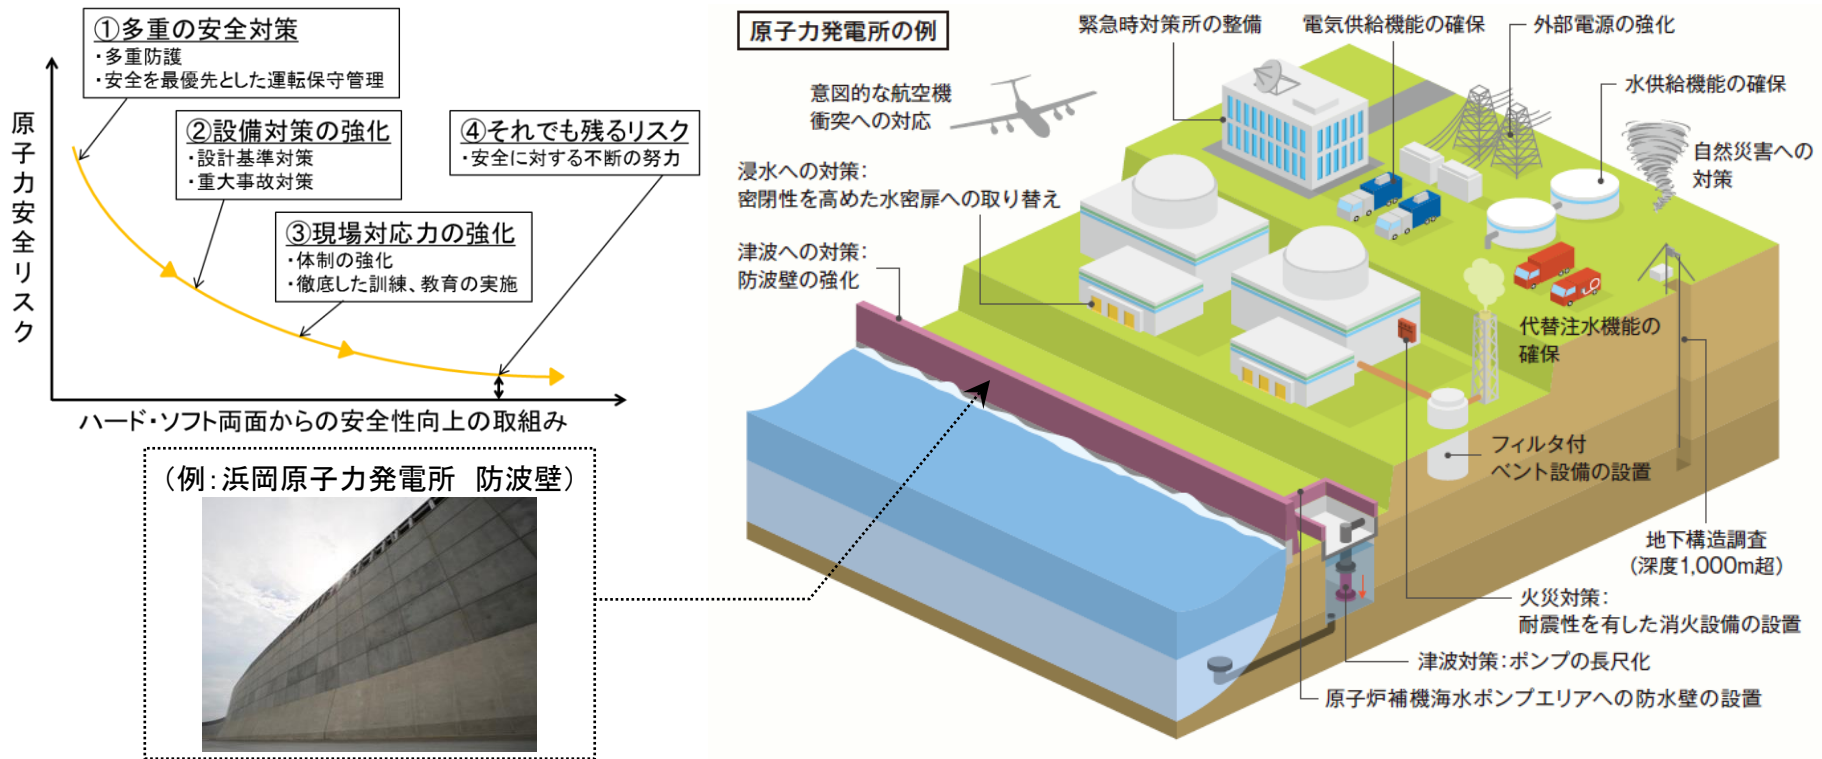 ①多重の安全対策
・多重防護
・安全を最優先とした運転保守管理
②設備対策の強化
・設計基準対策
・重大事故対策
③現場対応力の強化
・体制の強化
・徹底した訓練、教育の実施
④それでも残るリスク
・安全に対する不断の努力
原子力安全リスク
ハード・ソフト両面からの安全性向上の取組み
（例：浜岡原子力発電所　防波壁）
原子力発電所の例
緊急時対策所の整備
電気供給機能の確保
外部電源の強化
水供給機能の確保
意図的な航空機
衝突への対応
自然災害への
対策
浸水への対策：
密閉性を高めた水密扉への取り替え
津波への対策：
防波壁の強化
代替注水機能の
確保
フィルタ付
ベント設備の設置
地下構造調査
（深度1,000m超）
火災対策：
耐震性を有した消火設備の設置
津波対策：ポンプの長尺化
原子炉補機海水ポンプエリアへの防水壁の設置